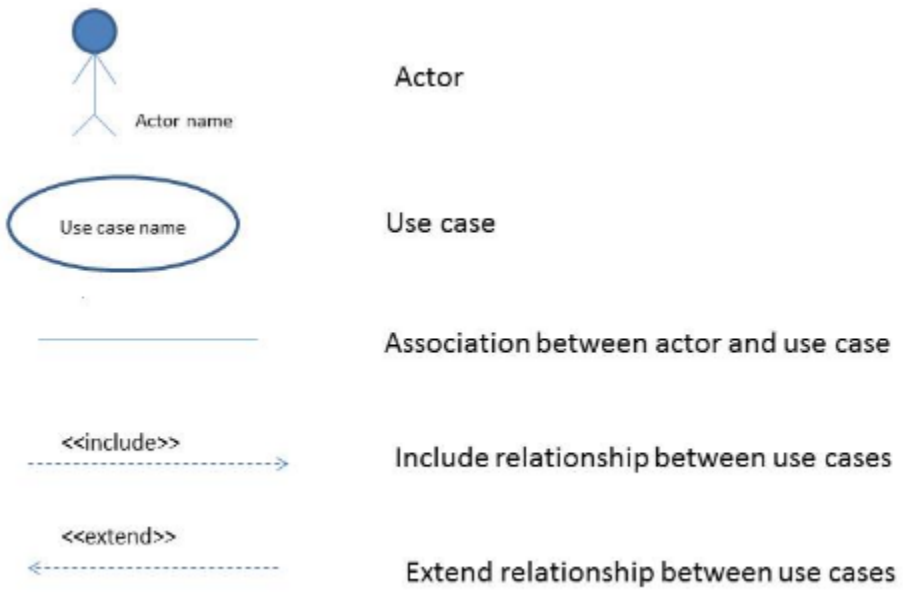 Actor
Actor name
Use case name
Use case
Association between actor and use case
<<include>>
Include relationship between use cases
<<extend>>
Extend relationship between use cases